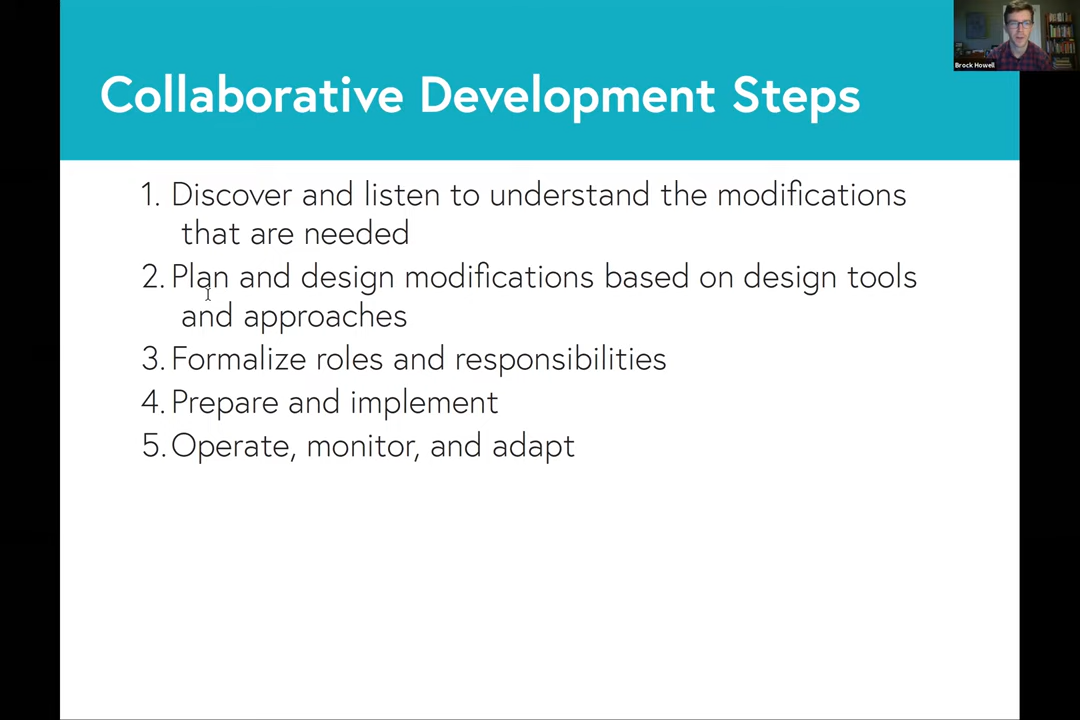 Brock Howell
Collaborative Development Steps
1. Discover and listen to understand the modifications
that are needed
2. Plan and design modifications based on design tools
and approaches
3. Formalize roles and responsibilities
4. Prepare and implement
5. Operate, monitor, and adapt